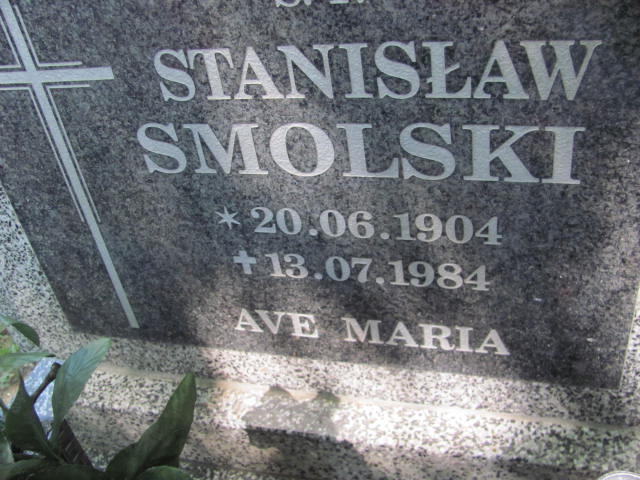 STANISŁAW
SMOLSKI
* 20.06.1904
✝ 13.07.1984
AVE MARIA